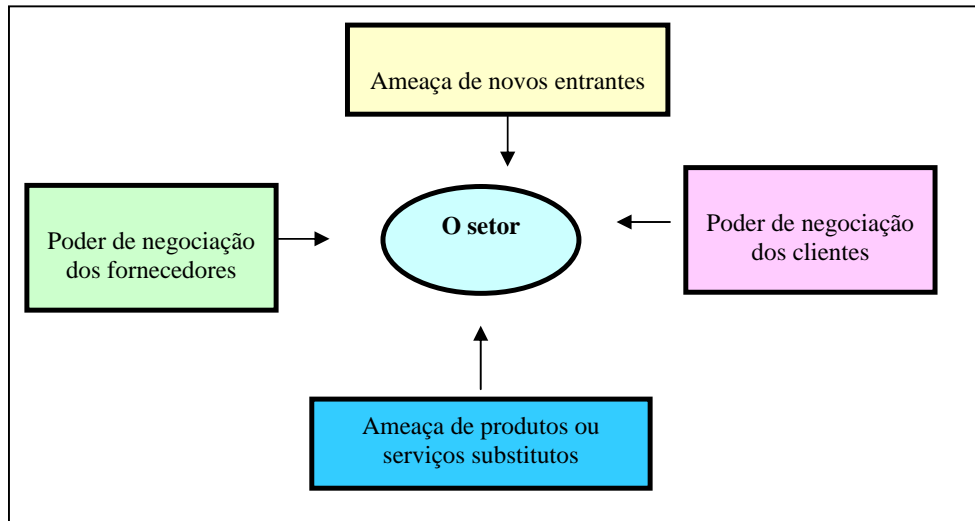 Ameaça de novos entrantes
O setor
Poder de negociação
dos fornecedores
Poder de negociação
dos clientes
Ameaça de produtos ou
serviços substitutos